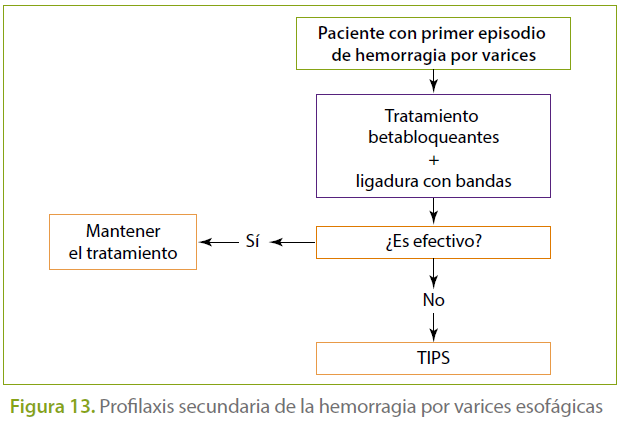 Paciente con primer episodio
de hemorragia por varices
Tratamiento
betabloqueantes
+
ligadura con bandas
Mantener
el tratamiento
Sí
¿Es efectivo?
No
TIPS
Figura 13. Profilaxis secundaria de la hemorragia por varices esofágicas